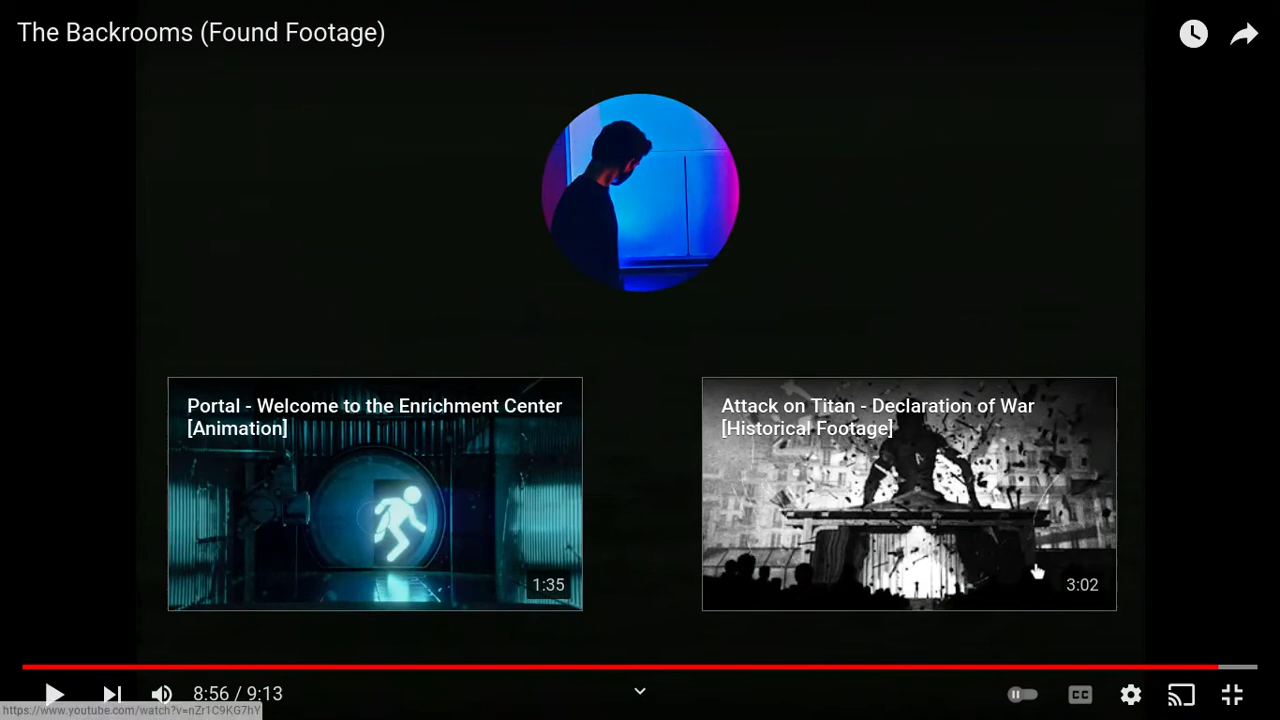 The Backrooms (Found Footage)
Portal - Welcome to the Enrichment Center
[Animation]
1:35
Attack on Titan - Declaration of War
[Historical Footage]
3:02
8:56 / 9:13
CC
https://www.youtube.com/watch?v=nZr1C9KG7hY